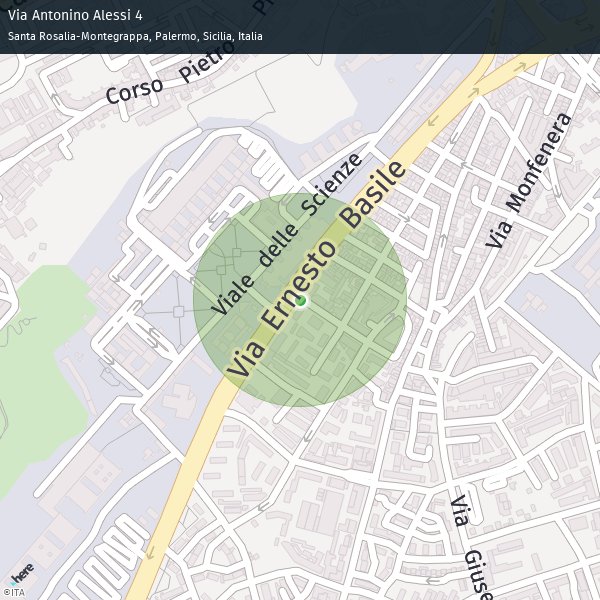 Via Antonino Alessi 4
Santa Rosalia-Montegrappa, Palermo, Sicilia, Italia
Corso Pietro
Via Monfenera
Viale delle Scienze
Via Ernesto Basile
Via Giuse
here
©ITA